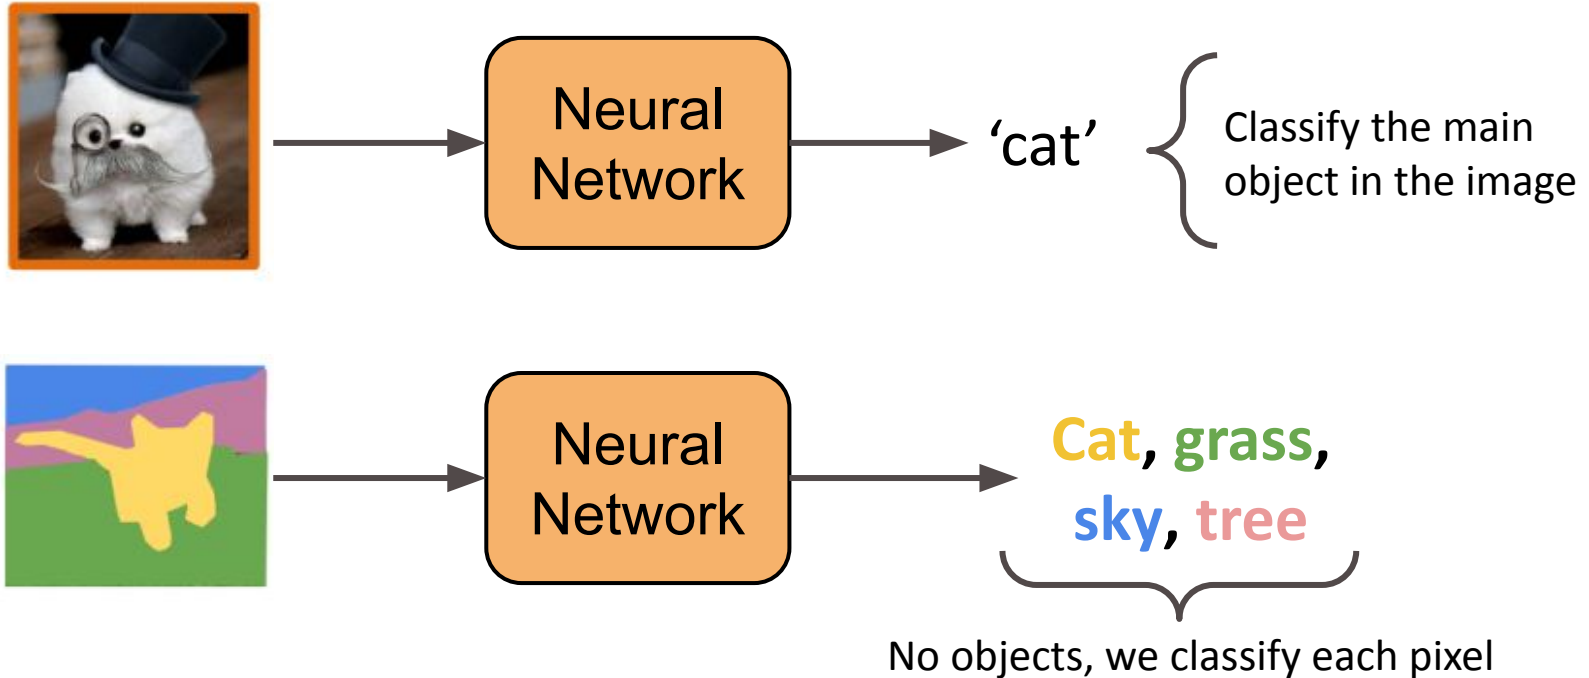 Neural
Network
‘cat’
Classify the main
object in the image
Neural
Network
Cat, grass,
sky, tree
No objects, we classify each pixel